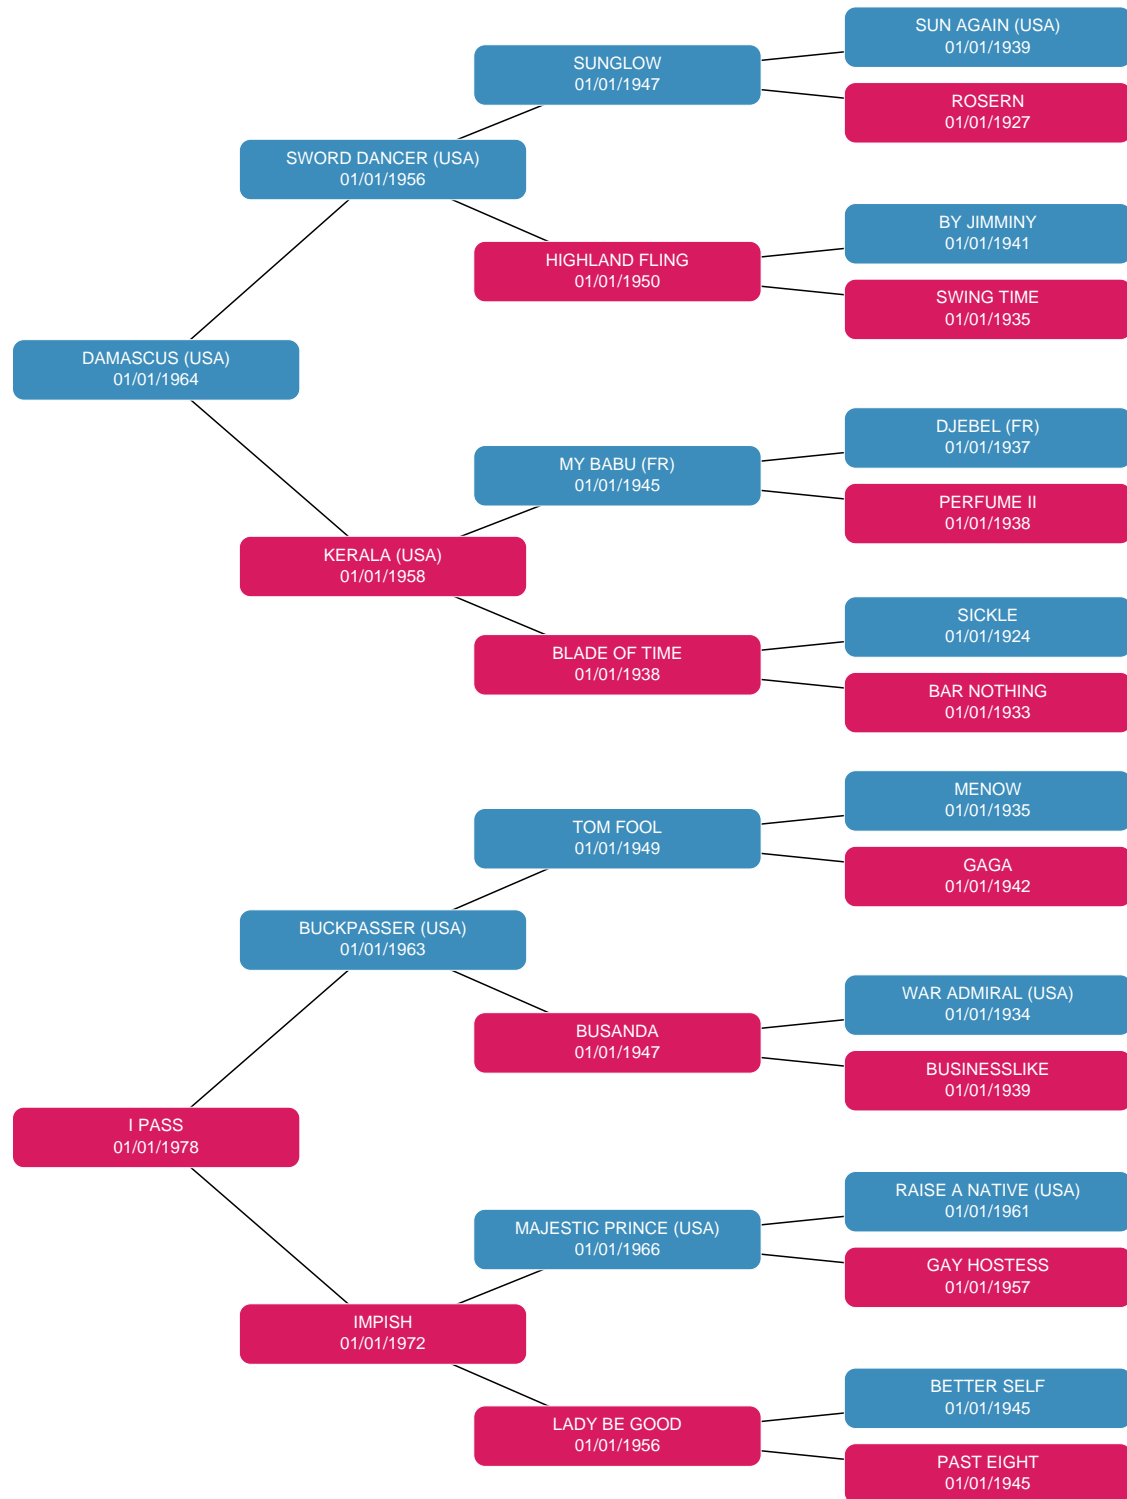 SUN AGAIN (USA)
01/01/1939
SUNGLOW
01/01/1947
ROSERN
01/01/1927
SWORD DANCER (USA)
01/01/1956
BY JIMMINY
01/01/1941
HIGHLAND FLING
01/01/1950
SWING TIME
01/01/1935
DAMASCUS (USA)
01/01/1964
DJEBEL (FR)
01/01/1937
MY BABU (FR)
01/01/1945
PERFUME II
01/01/1938
KERALA (USA)
01/01/1958
SICKLE
01/01/1924
BLADE OF TIME
01/01/1938
BAR NOTHING
01/01/1933
MENOW
01/01/1935
TOM FOOL
01/01/1949
GAGA
01/01/1942
BUCKPASSER (USA)
01/01/1963
WAR ADMIRAL (USA)
01/01/1934
BUSANDA
01/01/1947
BUSINESSLIKE
01/01/1939
I PASS
01/01/1978
RAISE A NATIVE (USA)
01/01/1961
MAJESTIC PRINCE (USA)
01/01/1966
GAY HOSTESS
01/01/1957
IMPISH
01/01/1972
BETTER SELF
01/01/1945
LADY BE GOOD
01/01/1956
PAST EIGHT
01/01/1945